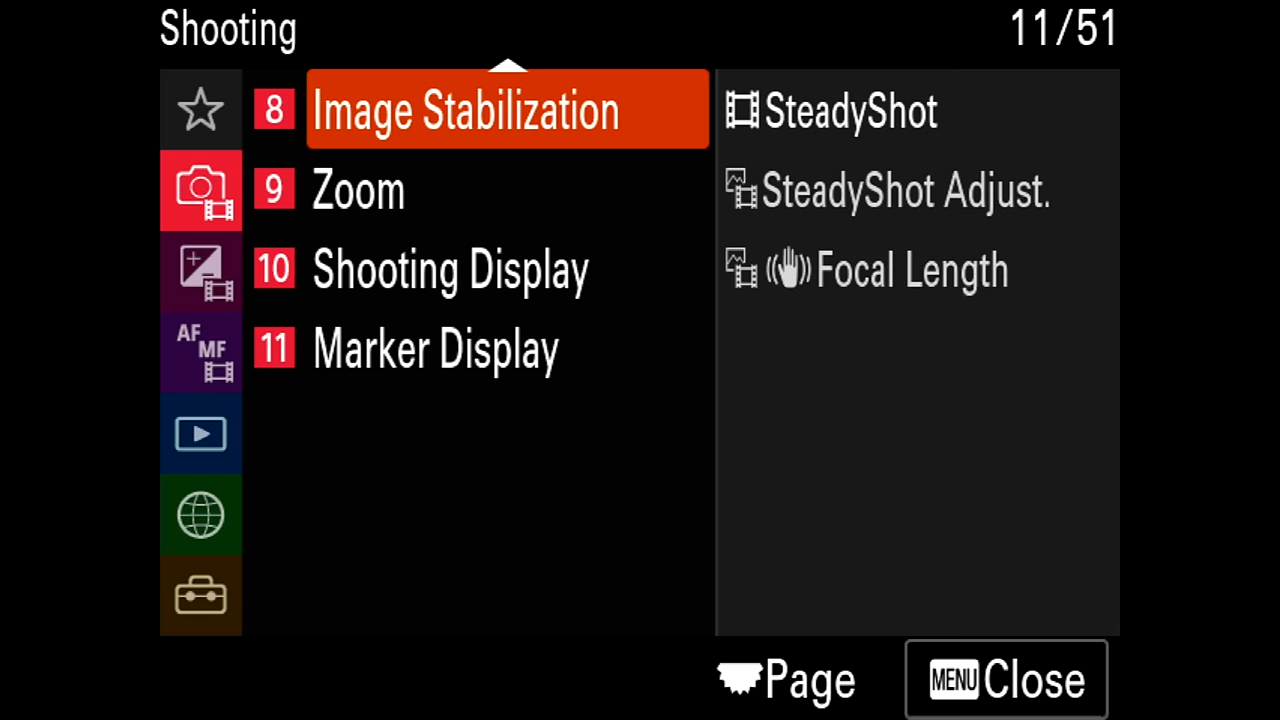 Shooting 11/51
8 Image Stabilization
SteadyShot
9 Zoom
SteadyShot Adjust.
10 Shooting Display
Focal Length
AF MF
11 Marker Display
Page
MENU Close